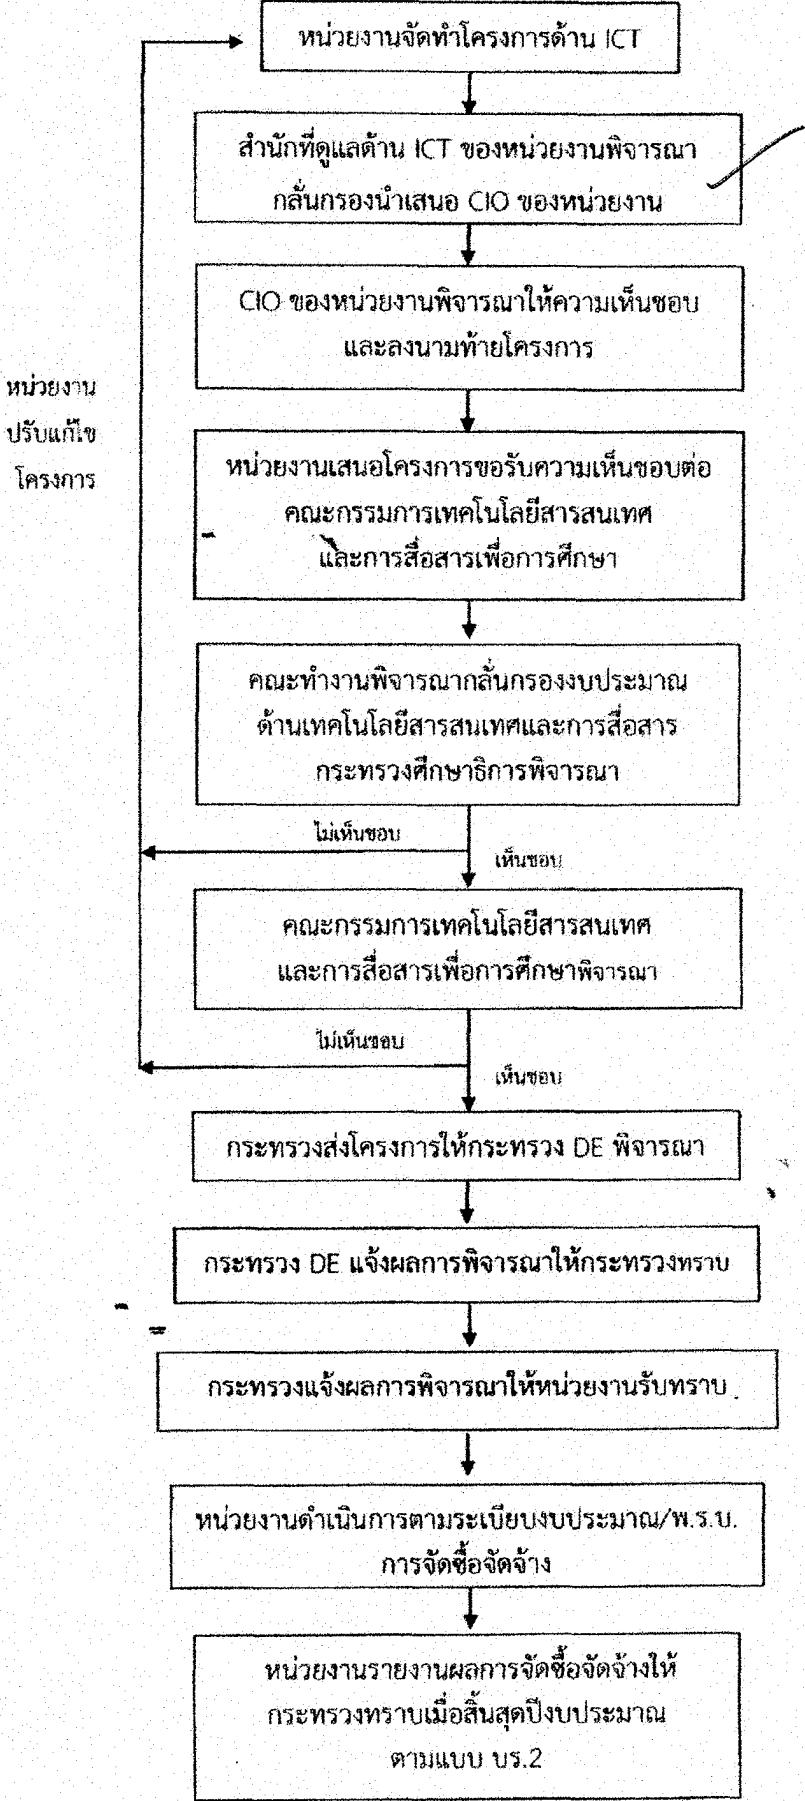 หน่วยงานจัดทำโครงการด้าน ICT
สำนักที่ดูแลด้าน ICT ของหน่วยงานพิจารณา
กลั่นกรองนำเสนอ CIO ของหน่วยงาน
CIO ของหน่วยงานพิจารณาให้ความเห็นชอบ
และลงนามท้ายโครงการ
หน่วยงาน
ปรับแก้ไข
โครงการ
หน่วยงานเสนอโครงการขอรับความเห็นชอบต่อ
คณะกรรมการเทคโนโลยีสารสนเทศ
และการสื่อสารเพื่อการศึกษา
คณะทำงานพิจารณากลั่นกรองงบประมาณ
ด้านเทคโนโลยีสารสนเทศและการสื่อสาร
กระทรวงศึกษาธิการพิจารณา
ไม่เห็นชอบ
เห็นชอบ
คณะกรรมการเทคโนโลยีสารสนเทศ
และการสื่อสารเพื่อการศึกษาพิจารณา
ไม่เห็นชอบ
เห็นชอบ
กระทรวงส่งโครงการให้กระทรวง DE พิจารณา
กระทรวง DE แจ้งผลการพิจารณาให้กระทรวงทราบ
กระทรวงแจ้งผลการพิจารณาให้หน่วยงานรับทราบ
หน่วยงานดำเนินการตามระเบียบงบประมาณ/พ.ร.บ.
การจัดซื้อจัดจ้าง
หน่วยงานรายงานผลการจัดซื้อจัดจ้างให้
กระทรวงทราบเมื่อสิ้นสุดปีงบประมาณ
ตามแบบ บร.2